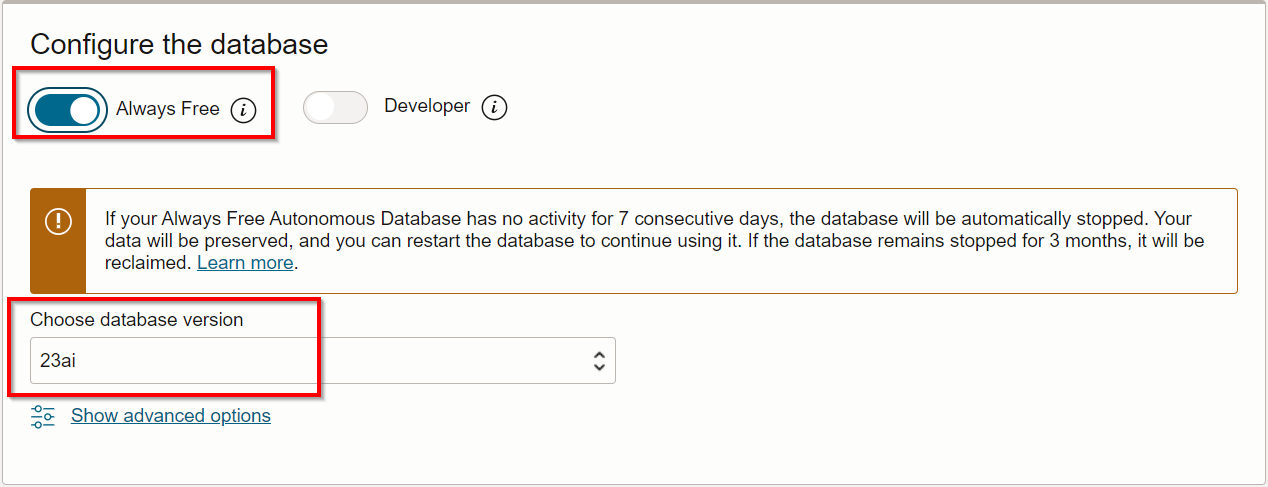 Configure the database
Always Free
Developer
If your Always Free Autonomous Database has no activity for 7 consecutive days, the database will be automatically stopped. Your
data will be preserved, and you can restart the database to continue using it. If the database remains stopped for 3 months, it will be
reclaimed. Learn more.
Choose database version
23ai
Show advanced options